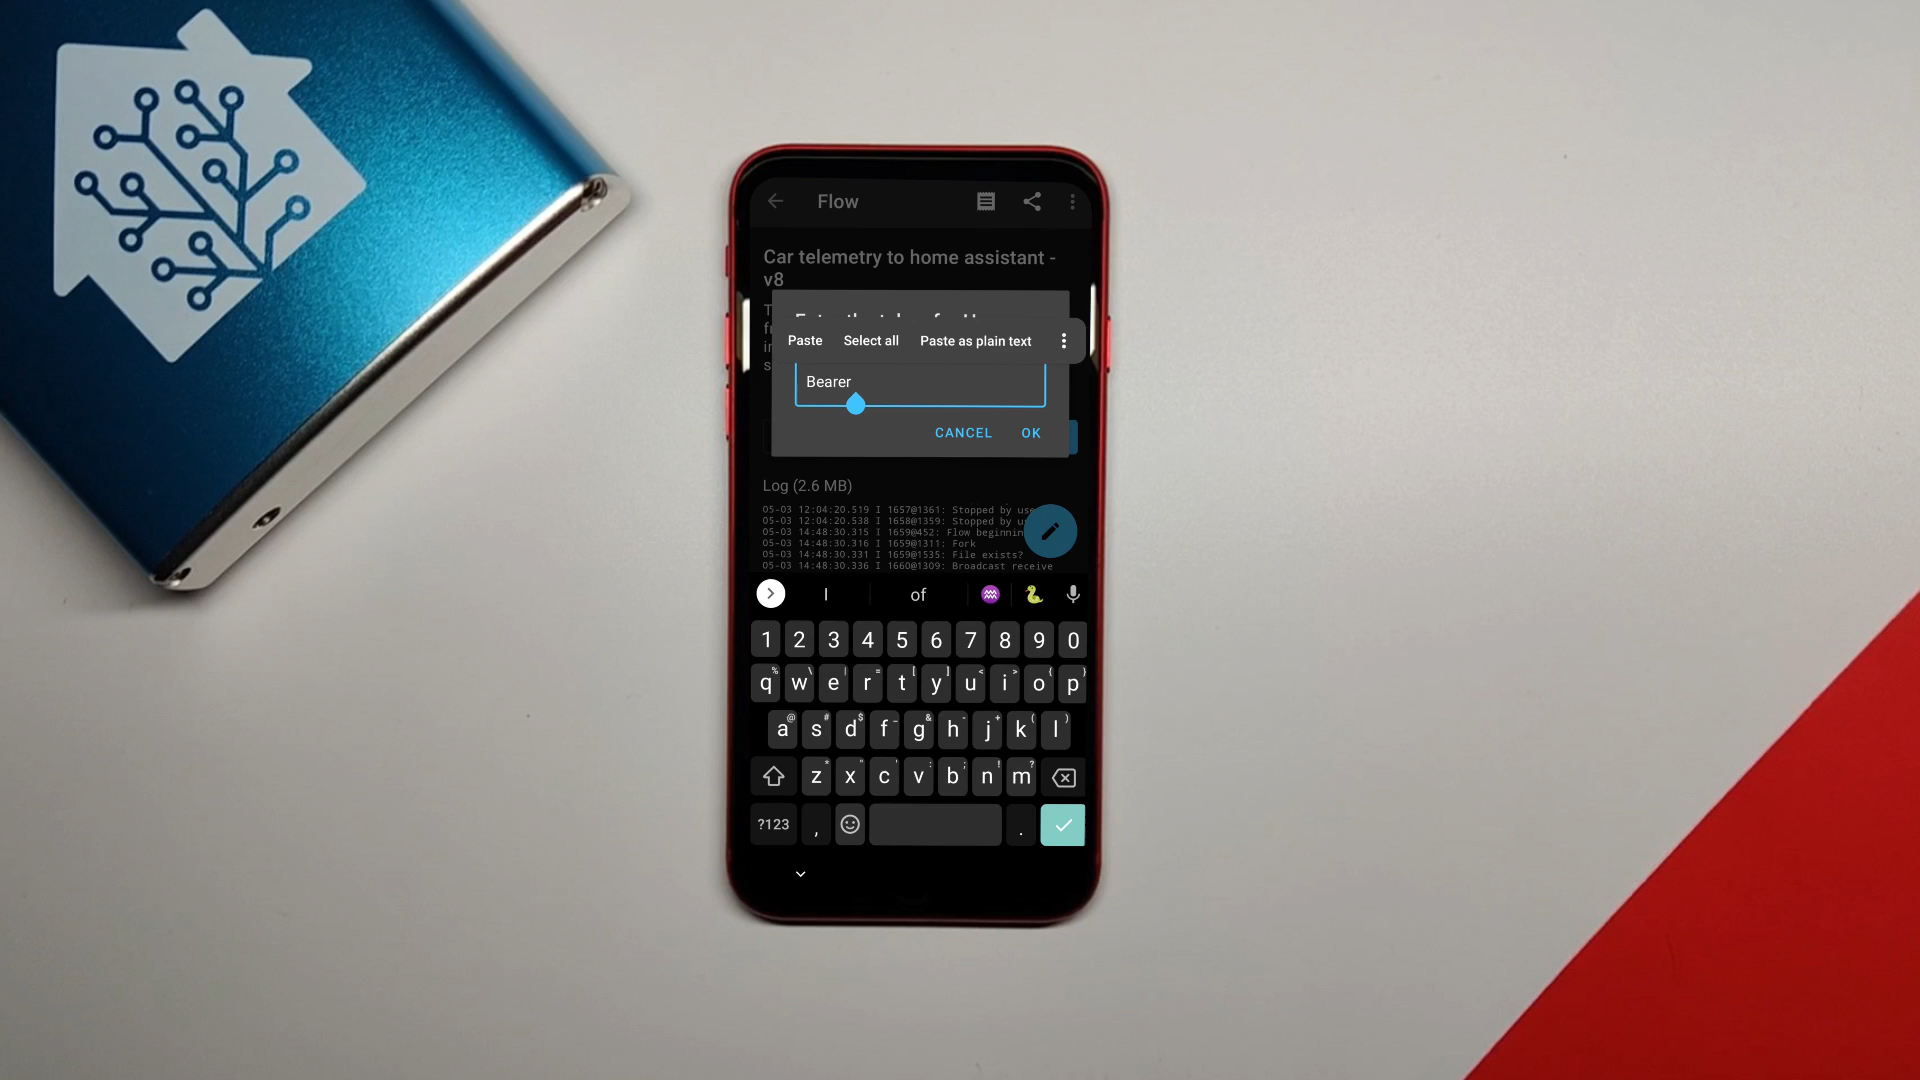 Flow
Car telemetry to home assistant -
v8
Paste Select all Paste as plain text
Bearer
CANCEL OK
Log (2.6 MB)
05-03 12:04:20.519 I 1657@1361: Stopped by use
05-03 12:04:20.538 I 1658@1359: Stopped by u
05-03 14:48:30.315 I 1659@452: Flow beginnin
05-03 14:48:30.316 I 1659@1311: Fork
05-03 14:48:30.331 I 1659@1535: File exists?
05-03 14:48:30.336 I 1660@1309: Broadcast receive
I of
1 2 3 4 5 6 7 8 9 0
q w e r t y u i o p
a s d f g h j k l
z x c v b n m
?123 , .